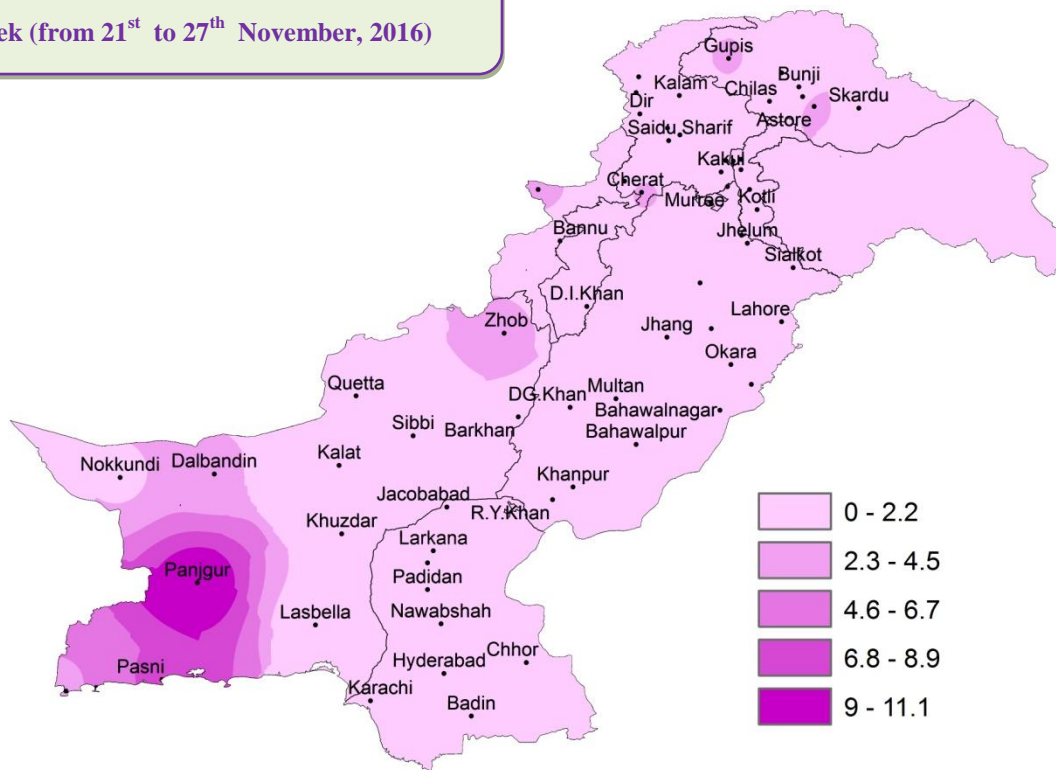 ek (from 21st to 27th November, 2016)
Gupis
Bunji
Kalam
Chilas
Skardu
Dir
Astore
Saidu Sharif
Kakul
Cherat
Murree
Kotli
Bannu
Jhelum
Sialkot
D.I.Khan
Lahore
Zhob
Jhang
Okara
Quetta
DG.Khan
Multan
Bahawalnagar
Sibbi
Barkhan
Bahawalpur
Kalat
Nokkundi
Dalbandin
Khanpur
Jacobabad
R.Y.Khan
Khuzdar
Larkana
Panjgur
Padidan
Lasbella
Nawabshah
Chhor
Pasni
Hyderabad
Karachi
Badin
0 - 2.2
2.3 - 4.5
4.6 - 6.7
6.8 - 8.9
9 - 11.1